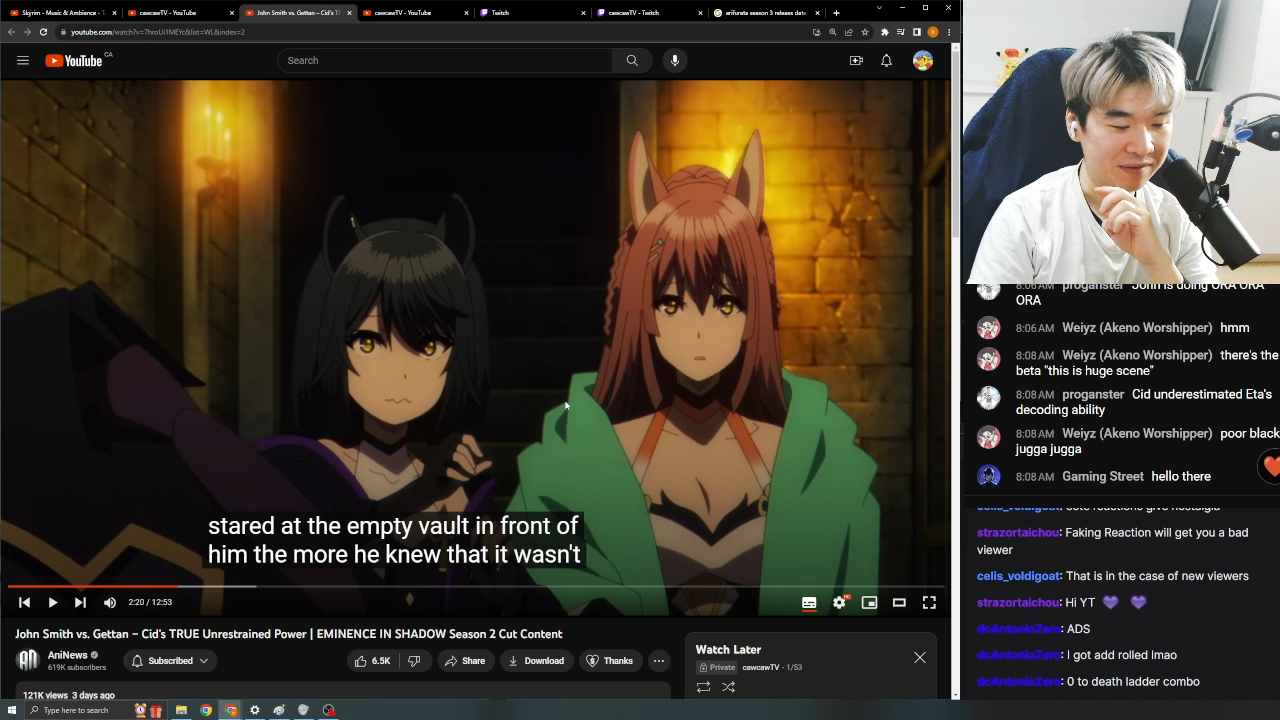 Skyrim - Music & Ambience -
cawcawTV - YouTube
John Smith vs. Gettan – Cid's T
cawcawTV - YouTube
Twitch
cawcawTV - Twitch
arifureta season 3 release date
youtube.com/watch?v=7hroUi1MEYc&list=WL&index=2
YouTube CA
Search
stared at the empty vault in front of
him the more he knew that it wasn't
2:20 / 12:53
HD
John Smith vs. Gettan – Cid's TRUE Unrestrained Power | EMINENCE IN SHADOW Season 2 Cut Content
AniNews
619K subscribers
Subscribed
6.5K
Share
Download
Thanks
121K views 3 days ago
Watch Later
Private cawcawTV - 1/53
Type here to search
8:06 AM proganster John is doing ORA ORA
ORA
8:06 AM Weiyz (Akeno Worshipper) hmm
8:08 AM Weiyz (Akeno Worshipper) there's the
beta "this is huge scene"
8:08 AM proganster Cid underestimated Eta's
decoding ability
8:08 AM Weiyz (Akeno Worshipper) poor black
jugga jugga
8:08 AM Gaming Street hello there
celis_voldigoat: cote reactions give nostalgia
strazortaichou: Faking Reaction will get you a bad
viewer
celis_voldigoat: That is in the case of new viewers
strazortaichou: Hi YT
dcAntonioZero: ADS
dcAntonioZero: I got add rolled lmao
dcAntonioZero: 0 to death ladder combo